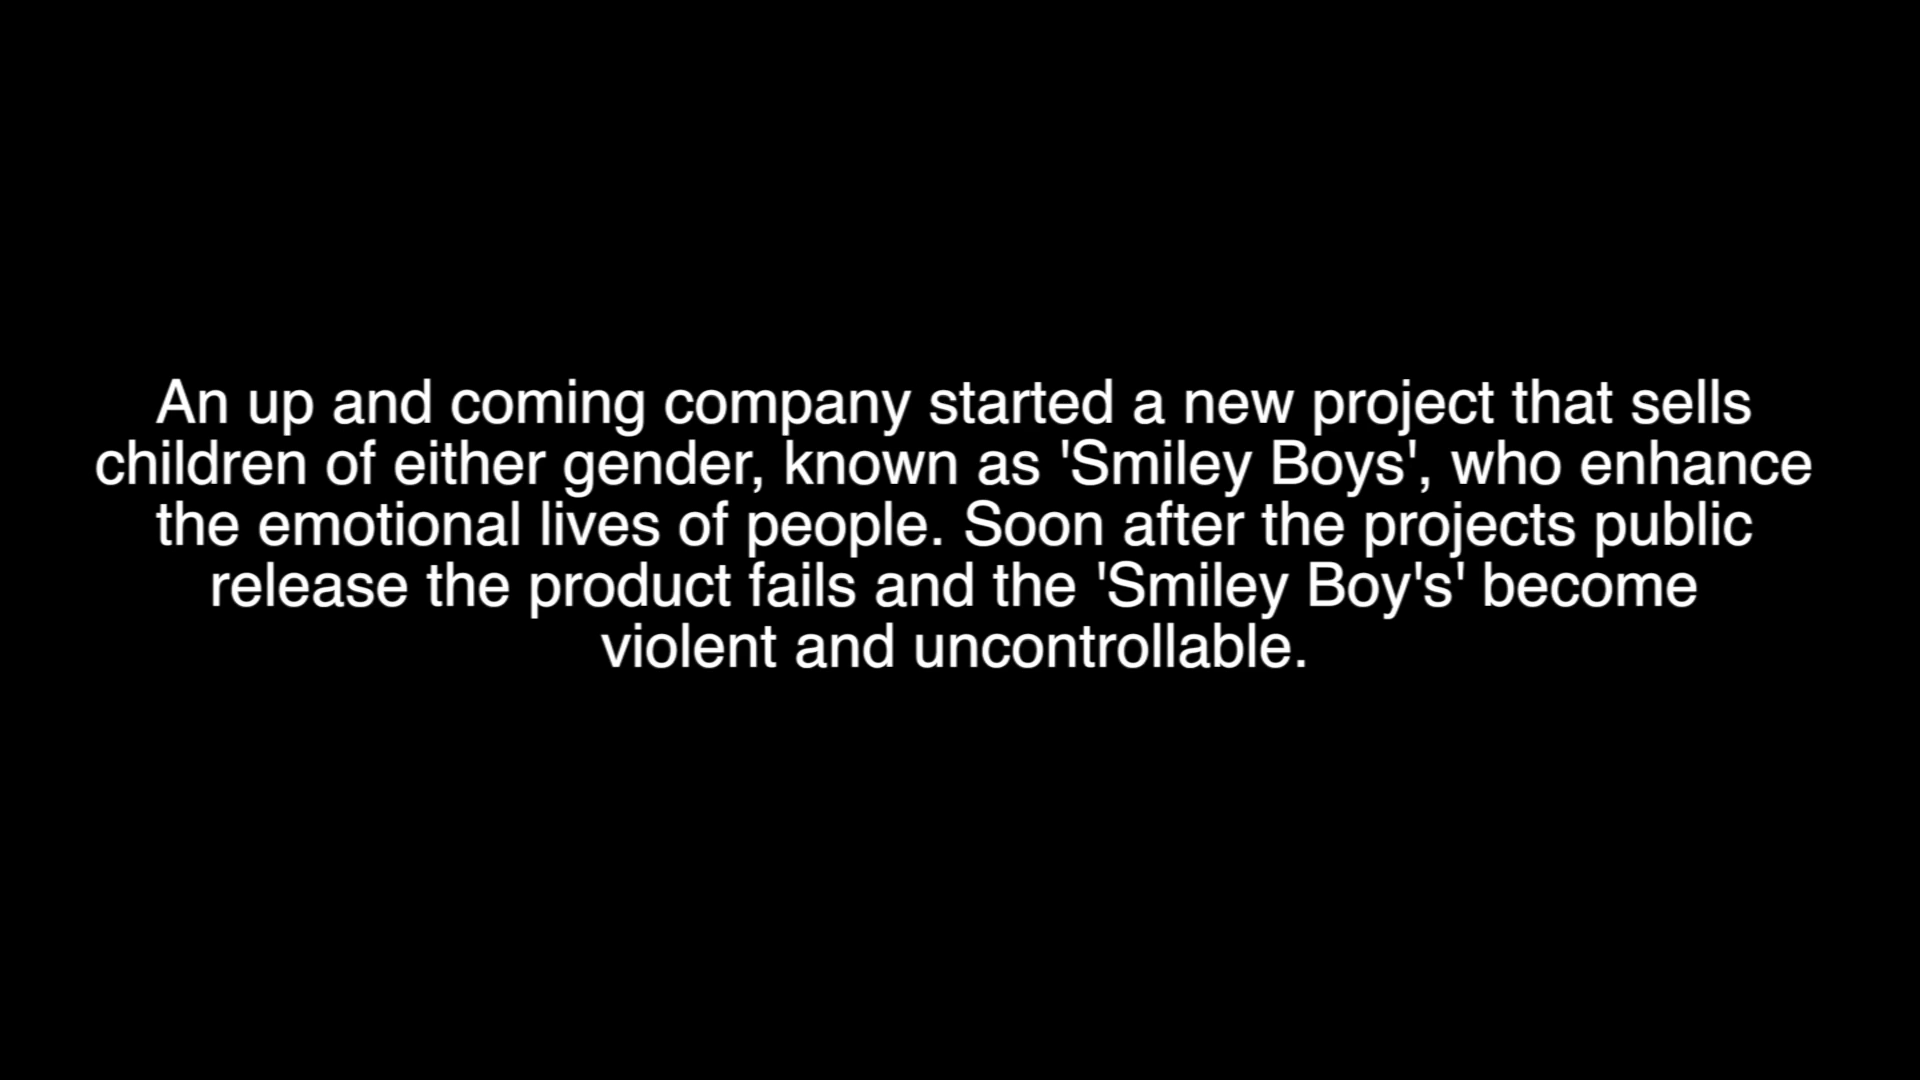 An up and coming company started a new project that sells
children of either gender, known as 'Smiley Boys', who enhance
the emotional lives of people. Soon after the projects public
release the product fails and the 'Smiley Boy's' become
violent and uncontrollable.